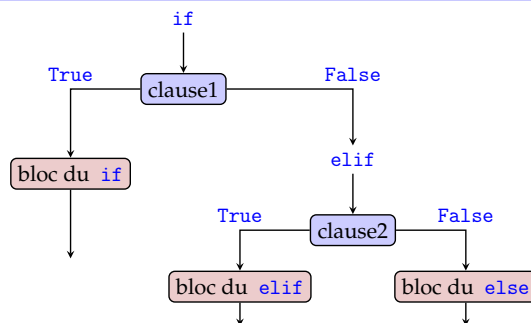 if
True
False
clause1
bloc du if
elif
True
False
clause2
bloc du elif
bloc du else